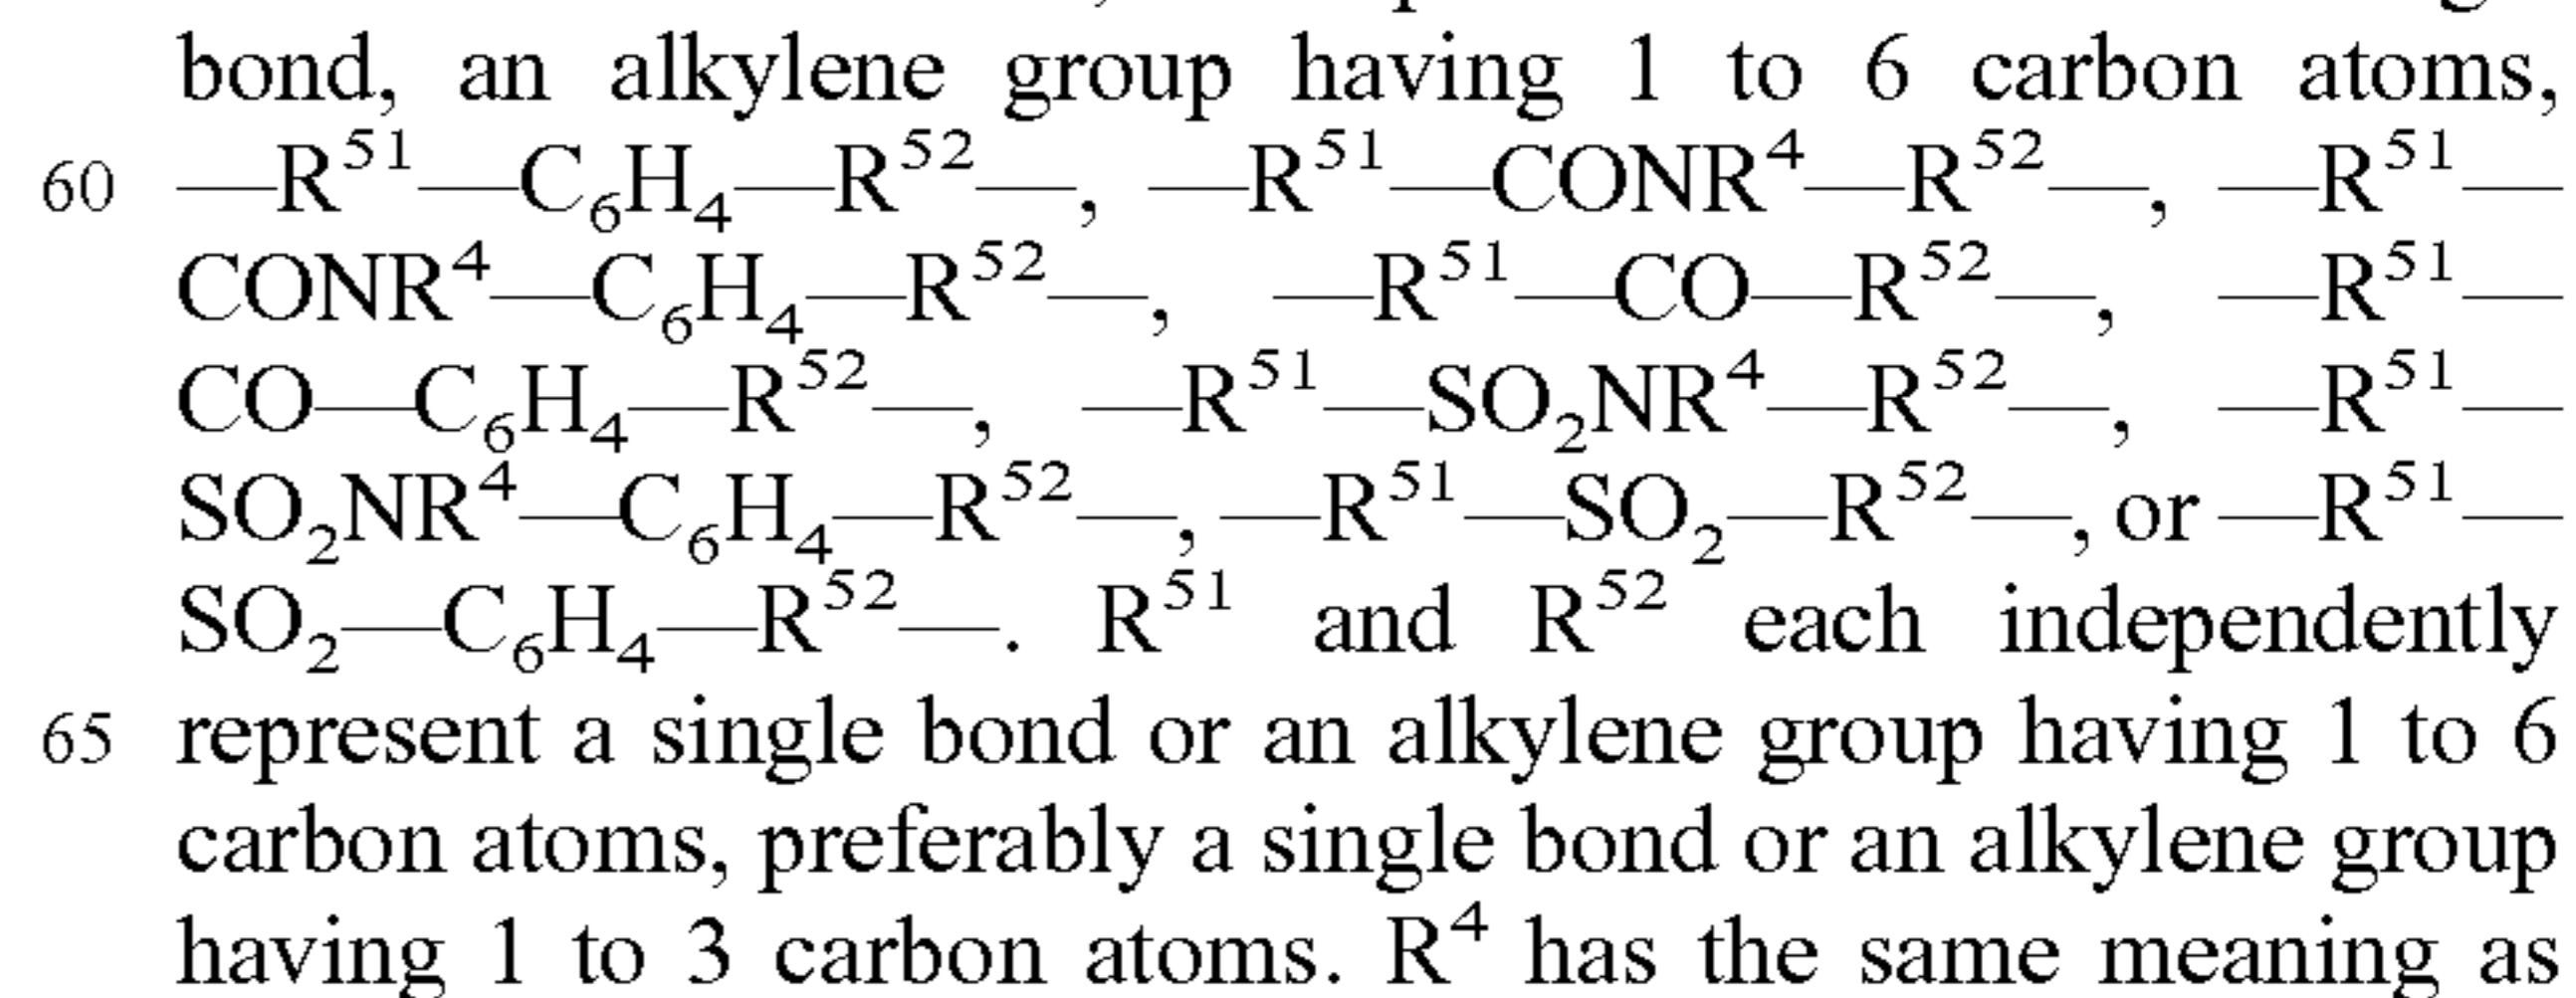 bond, an alkylene group having 1 to 6 carbon atoms,
60 —R⁵¹—C₆H₄—R⁵²—, —R⁵¹—CONR⁴—R⁵²—, —R⁵¹—
CONR⁴—C₆H₄—R⁵²—, —R⁵¹—CO—R⁵²—, —R⁵¹—
CO—C₆H₄—R⁵²—, —R⁵¹—SO₂NR⁴—R⁵²—, —R⁵¹—
SO₂NR⁴—C₆H₄—R⁵²—, —R⁵¹—SO₂—R⁵²—, or —R⁵¹—
SO₂—C₆H₄—R⁵²—. R⁵¹ and R⁵² each independently
65 represent a single bond or an alkylene group having 1 to 6
carbon atoms, preferably a single bond or an alkylene group
having 1 to 3 carbon atoms. R⁴ has the same meaning as